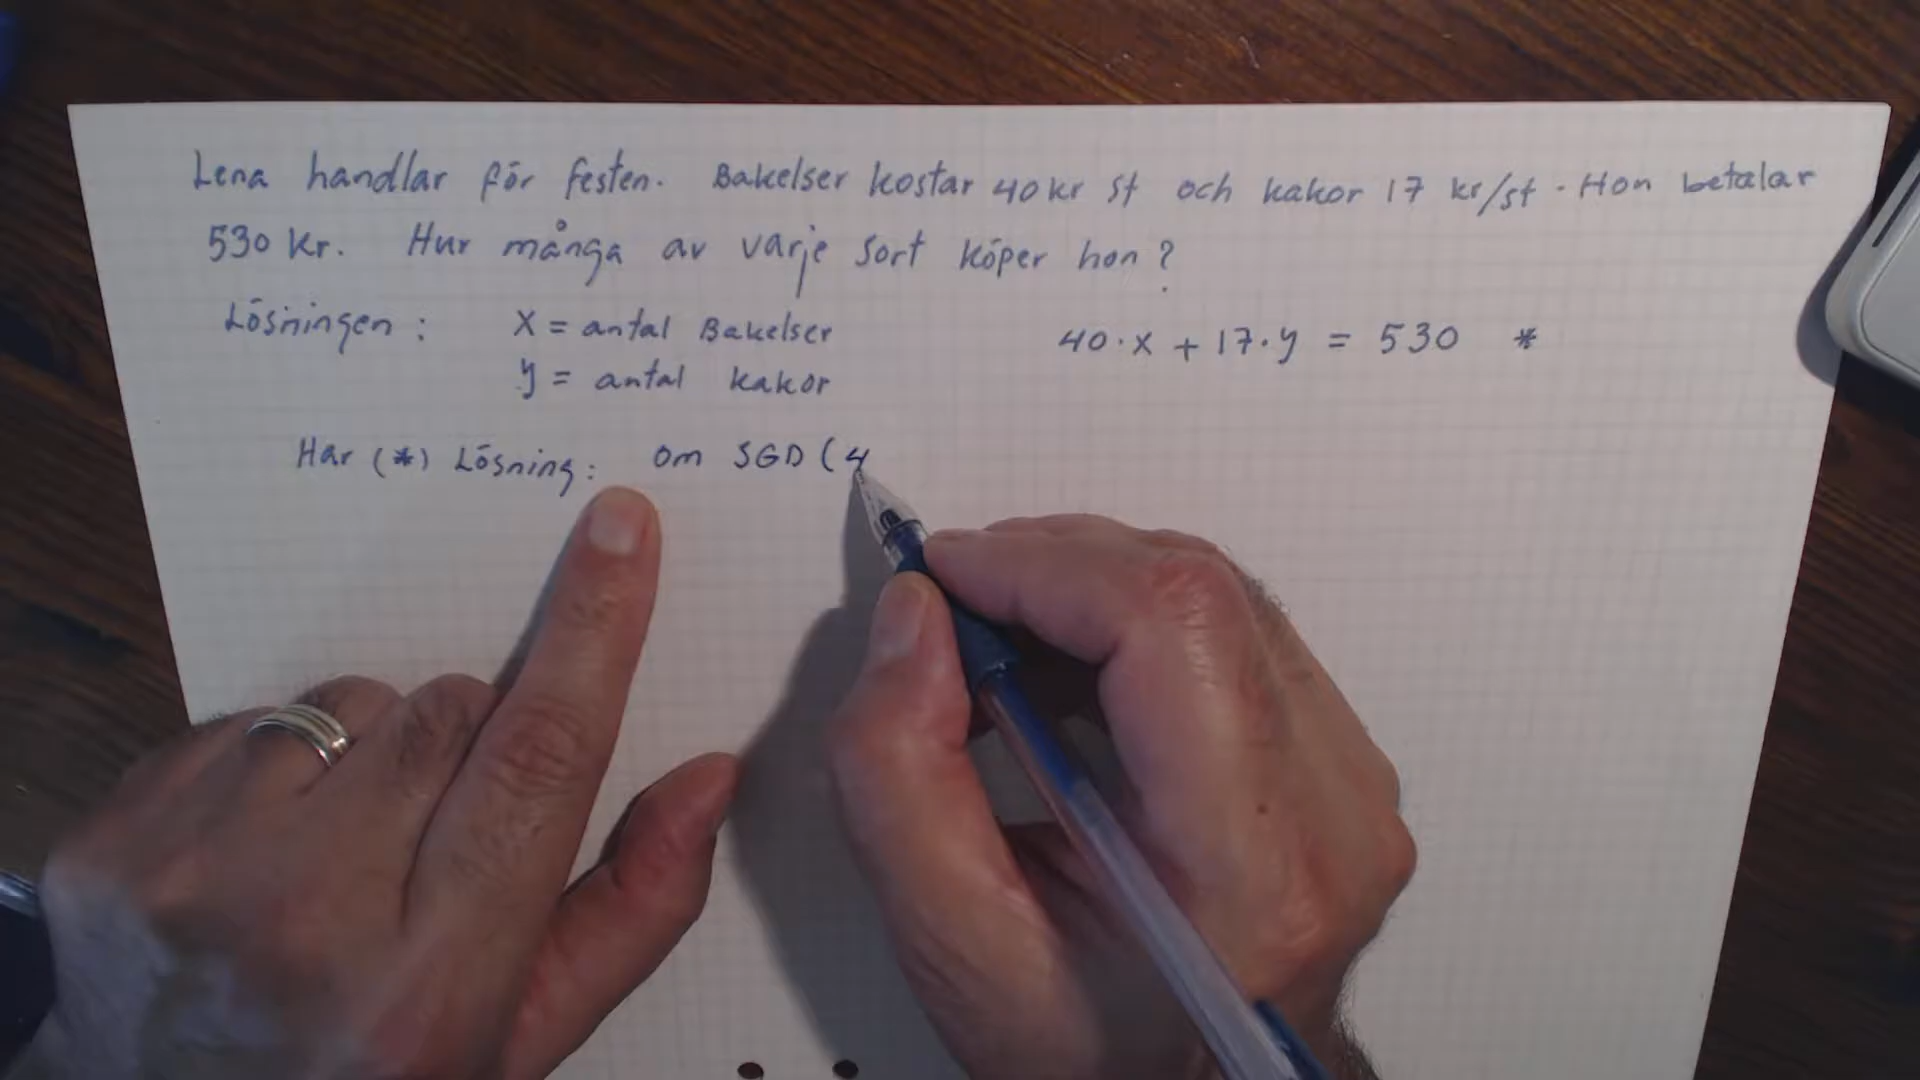 Lena handlar för festen. Bakelser kostar 40 kr st och kakor 17 kr/st. Hon betalar
530 kr. Hur många av varje sort köper hon?
Lösningen: x = antal Bakelser 40·x + 17·y = 530 *
y = antal kakor
Har (*) Lösning: om SGD (4